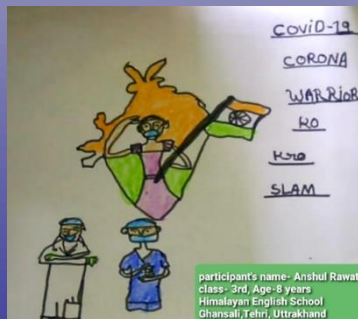 COViD-19
CORONA
WARRiOR
KO
Kro
SLAM
participant's name- Anshul Rawat
class- 3rd, Age-8 years
Himalayan English School
Ghansali,Tehri, Uttrakhand